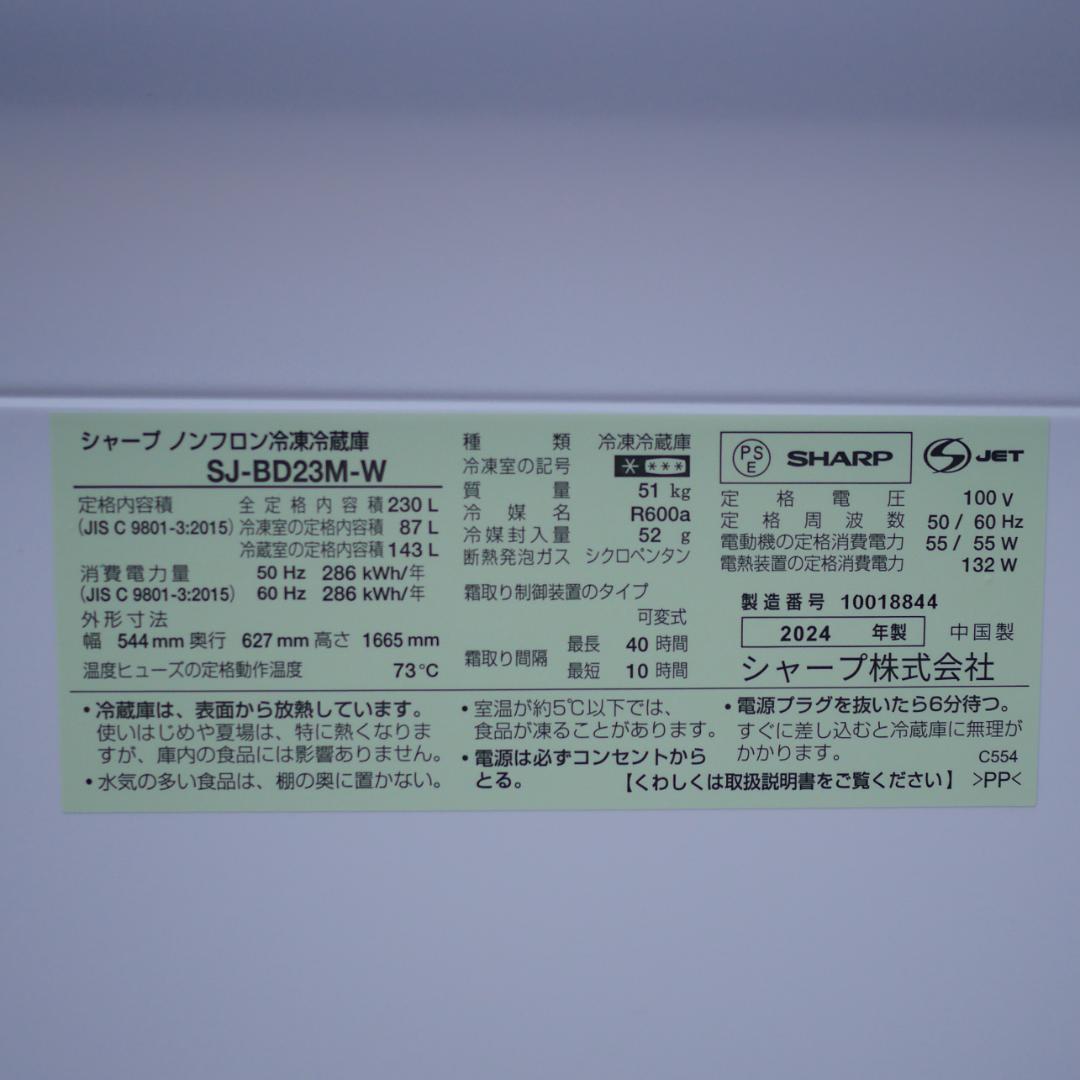 シャープ ノンフロン冷凍冷蔵庫
SJ-BD23M-W
定格内容積 全定格内容積 230 L
(JIS C 9801-3:2015) 冷凍室の定格内容積 87 L
冷蔵室の定格内容積 143 L
消費電力量 50 Hz 286 kWh/年
(JIS C 9801-3:2015) 60 Hz 286 kWh/年
外形寸法
幅 544 mm 奥行 627 mm 高さ 1665 mm
温度ヒューズの定格動作温度 73℃
種類 冷凍冷蔵庫
冷凍室の記号 * ***
質量 51 kg
冷媒名 R600a
冷媒封入量 52 g
断熱発泡ガス シクロペンタン
霜取り制御装置のタイプ
可変式
霜取り間隔 最長 40 時間
最短 10 時間
PS
E
SHARP
S JET
定格電圧 100 V
定格周波数 50 / 60 Hz
電動機の定格消費電力 55 / 55 W
電熱装置の定格消費電力 132 W
製造番号 10018844
2024 年製 中国製
シャープ株式会社
・冷蔵庫は、表面から放熱しています。
使いはじめや夏場は、特に熱くなりま
すが、庫内の食品には影響ありません。
・水気の多い食品は、棚の奥に置かない。
・室温が約5℃以下では、
食品が凍ることがあります。
・電源は必ずコンセントから
とる。
・電源プラグを抜いたら6分待つ。
すぐに差し込むと冷蔵庫に無理が
かかります。
C554
【くわしくは取扱説明書をご覧ください】 >PP<